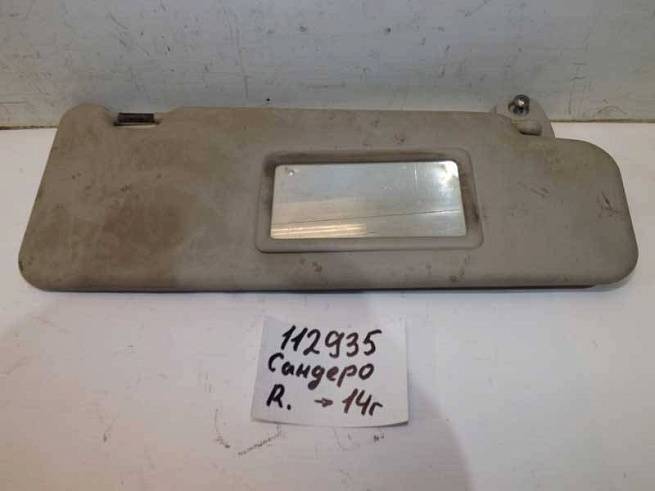 112935
Сандеро
R. → 14г